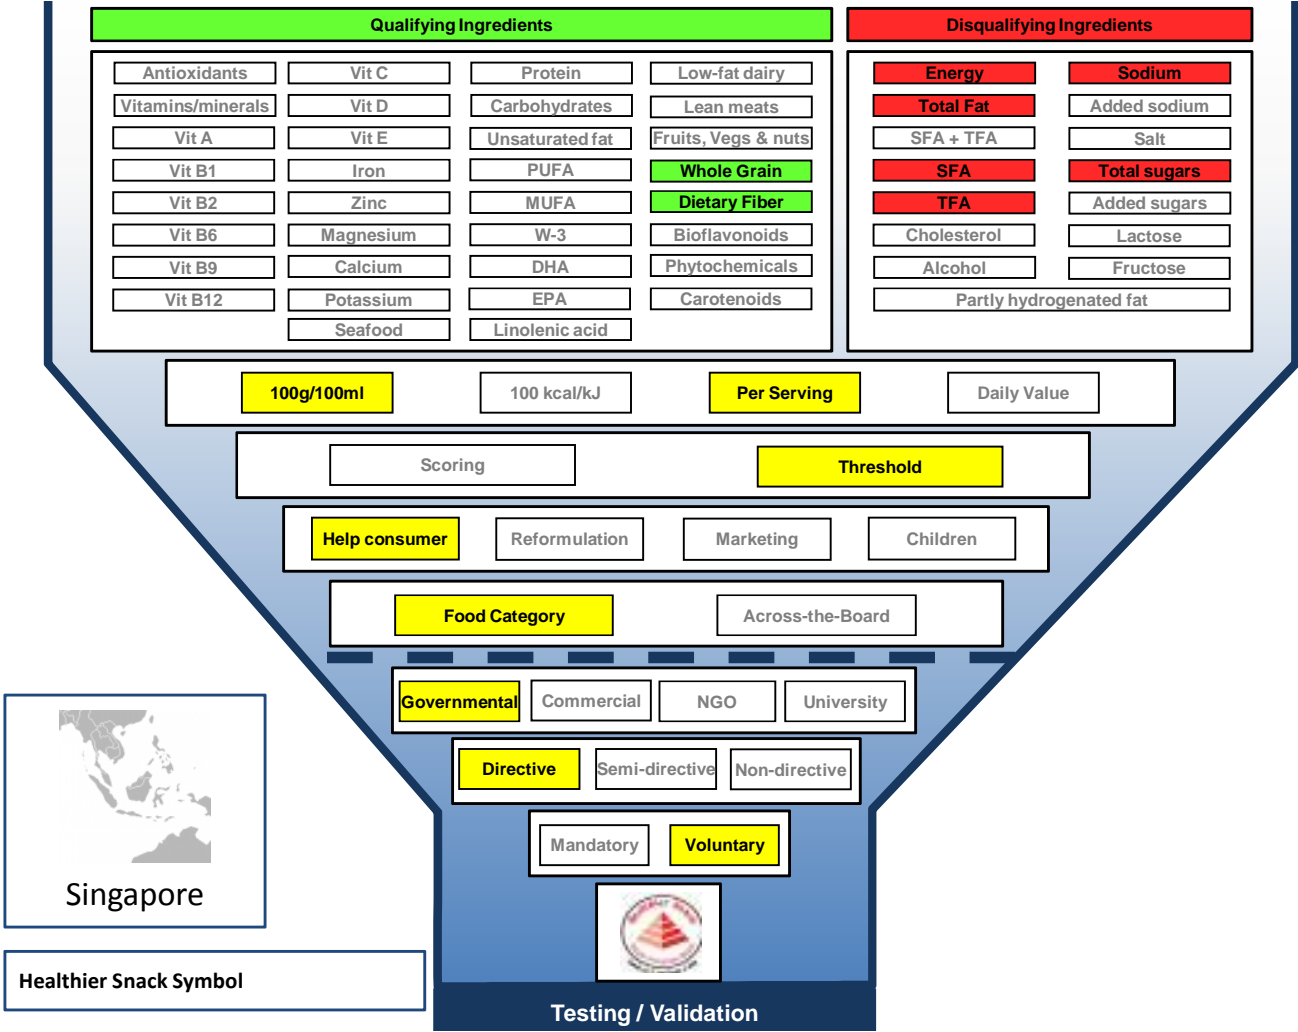 Qualifying Ingredients
Disqualifying Ingredients
Antioxidants
Vit C
Protein
Low-fat dairy
Energy
Sodium
Vitamins/minerals
Vit D
Carbohydrates
Lean meats
Total Fat
Added sodium
Vit A
Vit E
Unsaturated fat
Fruits, Vegs & nuts
SFA + TFA
Salt
Vit B1
Iron
PUFA
Whole Grain
SFA
Total sugars
Vit B2
Zinc
MUFA
Dietary Fiber
TFA
Added sugars
Vit B6
Magnesium
W-3
Bioflavonoids
Cholesterol
Lactose
Vit B9
Calcium
DHA
Phytochemicals
Alcohol
Fructose
Vit B12
Potassium
EPA
Carotenoids
Partly hydrogenated fat
Seafood
Linolenic acid
100g/100ml
100 kcal/kJ
Per Serving
Daily Value
Scoring
Threshold
Help consumer
Reformulation
Marketing
Children
Food Category
Across-the-Board
Governmental
Commercial
NGO
University
Directive
Semi-directive
Non-directive
Mandatory
Voluntary
Singapore
Healthier Snack Symbol
Testing / Validation